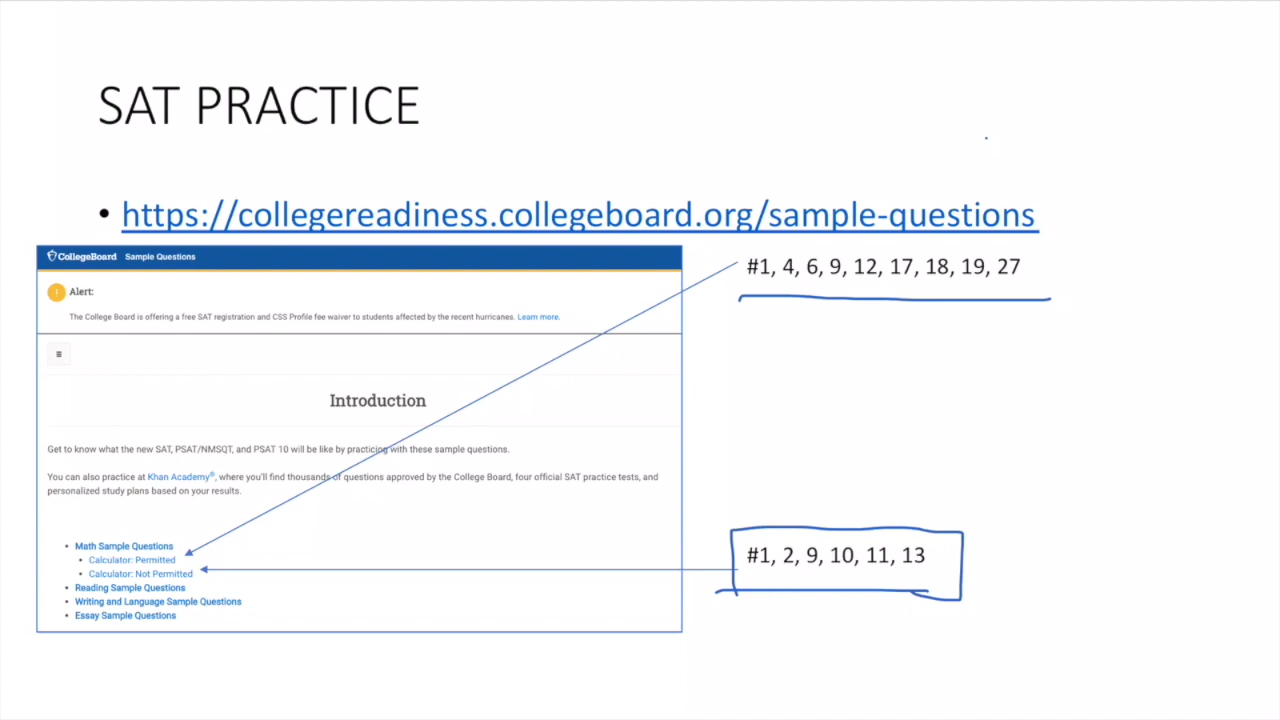 SAT PRACTICE
• https://collegereadiness.collegeboard.org/sample-questions
CollegeBoard Sample Questions
#1, 4, 6, 9, 12, 17, 18, 19, 27
! Alert:
The College Board is offering a free SAT registration and CSS Profile fee waiver to students affected by the recent hurricanes. Learn more.
Introduction
Get to know what the new SAT, PSAT/NMSQT, and PSAT 10 will be like by practicing with these sample questions.
You can also practice at Khan Academy®, where you'll find thousands of questions approved by the College Board, four official SAT practice tests, and
personalized study plans based on your results.
• Math Sample Questions
• Calculator: Permitted
• Calculator: Not Permitted
#1, 2, 9, 10, 11, 13
• Reading Sample Questions
• Writing and Language Sample Questions
• Essay Sample Questions